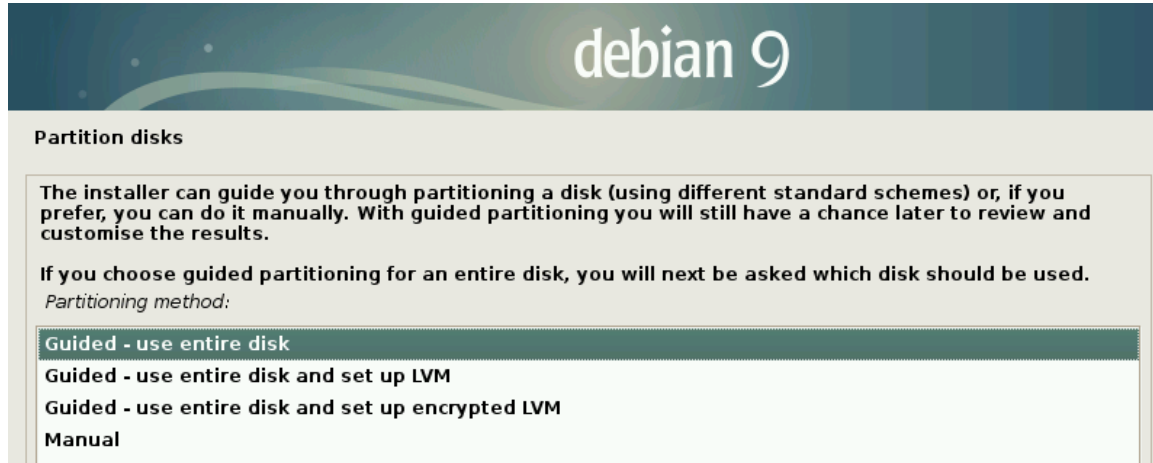 debian 9
Partition disks
The installer can guide you through partitioning a disk (using different standard schemes) or, if you
prefer, you can do it manually. With guided partitioning you will still have a chance later to review and
customise the results.
If you choose guided partitioning for an entire disk, you will next be asked which disk should be used.
Partitioning method:
Guided - use entire disk
Guided - use entire disk and set up LVM
Guided - use entire disk and set up encrypted LVM
Manual